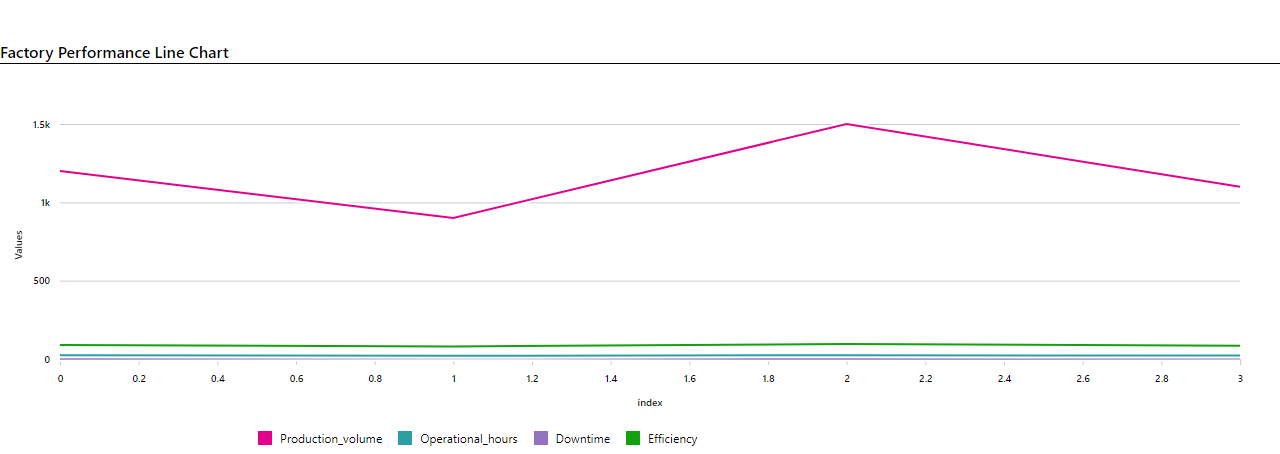 Factory Performance Line Chart
1.5k
1k
500
0
Values
0 0.2 0.4 0.6 0.8 1 1.2 1.4 1.6 1.8 2 2.2 2.4 2.6 2.8 3
index
Production_volume Operational_hours Downtime Efficiency